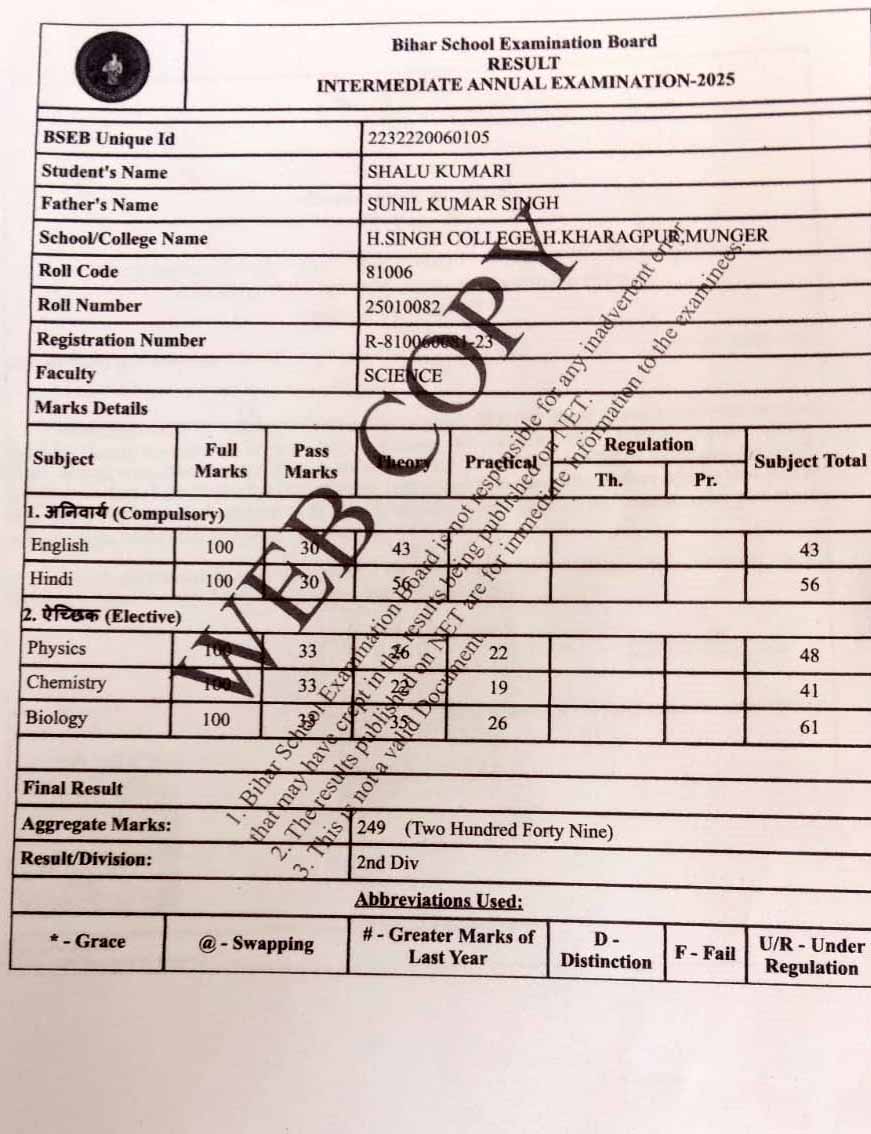 Bihar School Examination Board
RESULT
INTERMEDIATE ANNUAL EXAMINATION-2025
BSEB Unique Id 2232220060105
Student's Name SHALU KUMARI
Father's Name SUNIL KUMAR SINGH
School/College Name H.SINGH COLLEGE, H.KHARAGPUR,MUNGER
Roll Code 81006
Roll Number 25010082
Registration Number R-810060081-23
Faculty SCIENCE
Marks Details
Subject Full Marks Pass Marks Theory Practical Regulation Th. Pr. Subject Total
1. अनिवार्य (Compulsory)
English 100 30 43 43
Hindi 100 30 56 56
2. ऐच्छिक (Elective)
Physics 100 33 26 22 48
Chemistry 100 33 22 19 41
Biology 100 33 35 26 61
Final Result
Aggregate Marks: 249 (Two Hundred Forty Nine)
Result/Division: 2nd Div
Abbreviations Used:
* - Grace @ - Swapping # - Greater Marks of Last Year D - Distinction F - Fail U/R - Under Regulation
WEB COPY
1. Bihar School Examination Board is not responsible for any inadvertent error
that may have crept in the results being published on NET.
2. The results published on NET are for immediate information to the examinees.
3. This is not a valid Document.